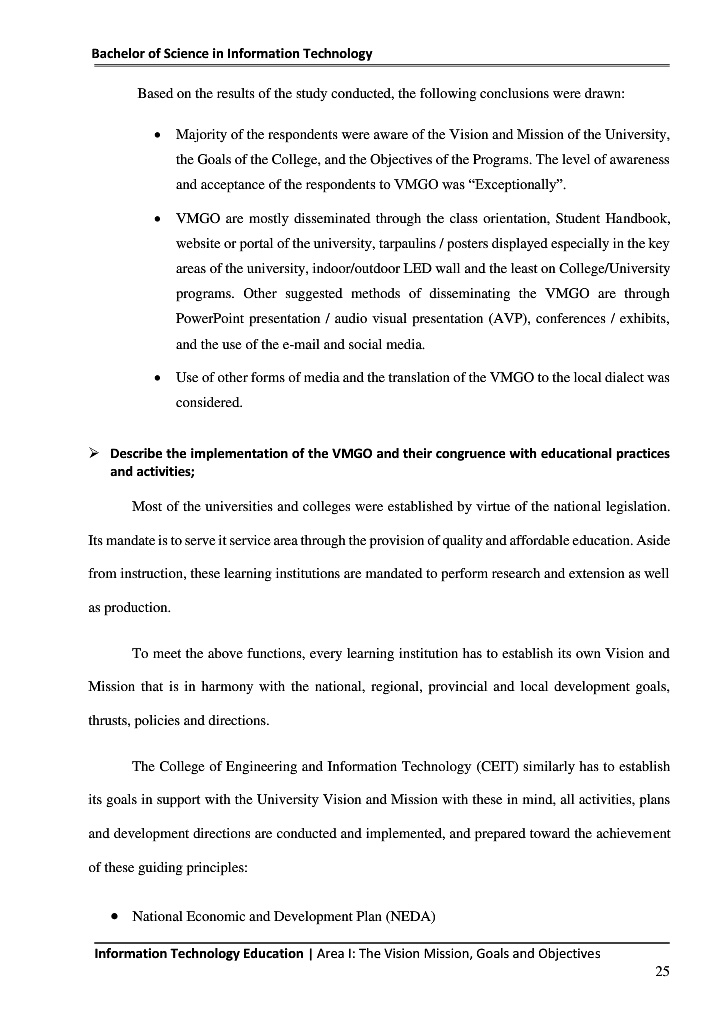 Bachelor of Science in Information Technology
Based on the results of the study conducted, the following conclusions were drawn:
• Majority of the respondents were aware of the Vision and Mission of the University,
the Goals of the College, and the Objectives of the Programs. The level of awareness
and acceptance of the respondents to VMGO was “Exceptionally”.
• VMGO are mostly disseminated through the class orientation, Student Handbook,
website or portal of the university, tarpaulins / posters displayed especially in the key
areas of the university, indoor/outdoor LED wall and the least on College/University
programs. Other suggested methods of disseminating the VMGO are through
PowerPoint presentation / audio visual presentation (AVP), conferences / exhibits,
and the use of the e-mail and social media.
• Use of other forms of media and the translation of the VMGO to the local dialect was
considered.
➢ Describe the implementation of the VMGO and their congruence with educational practices
and activities;
Most of the universities and colleges were established by virtue of the national legislation.
Its mandate is to serve it service area through the provision of quality and affordable education. Aside
from instruction, these learning institutions are mandated to perform research and extension as well
as production.
To meet the above functions, every learning institution has to establish its own Vision and
Mission that is in harmony with the national, regional, provincial and local development goals,
thrusts, policies and directions.
The College of Engineering and Information Technology (CEIT) similarly has to establish
its goals in support with the University Vision and Mission with these in mind, all activities, plans
and development directions are conducted and implemented, and prepared toward the achievement
of these guiding principles:
• National Economic and Development Plan (NEDA)
Information Technology Education | Area I: The Vision Mission, Goals and Objectives
25